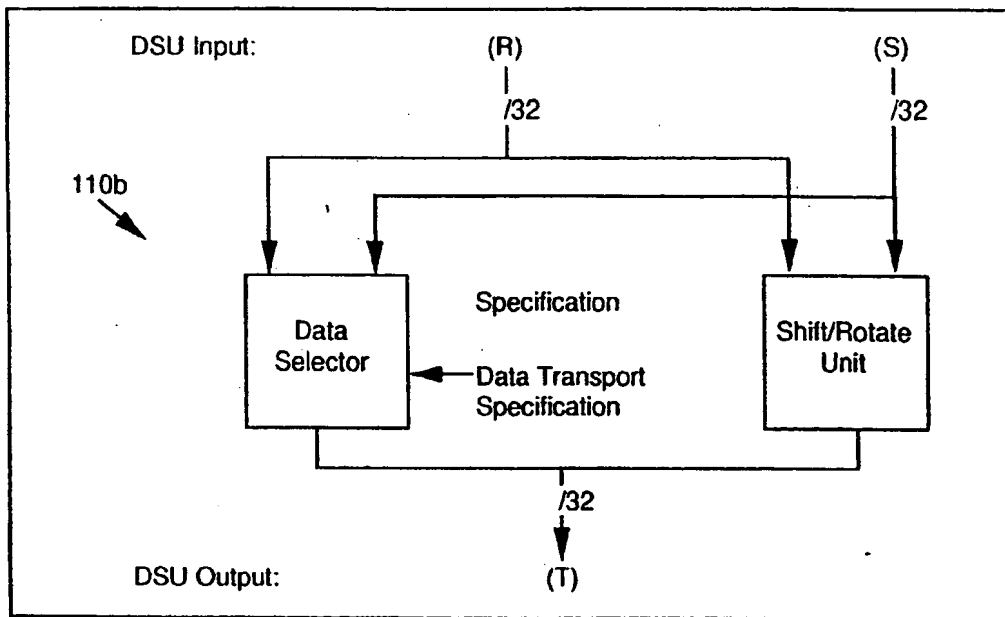 DSU Input: (R) (S)
/32 /32
110b
Specification
Data
Selector
Shift/Rotate
Unit
Data Transport
Specification
/32
DSU Output: (T)